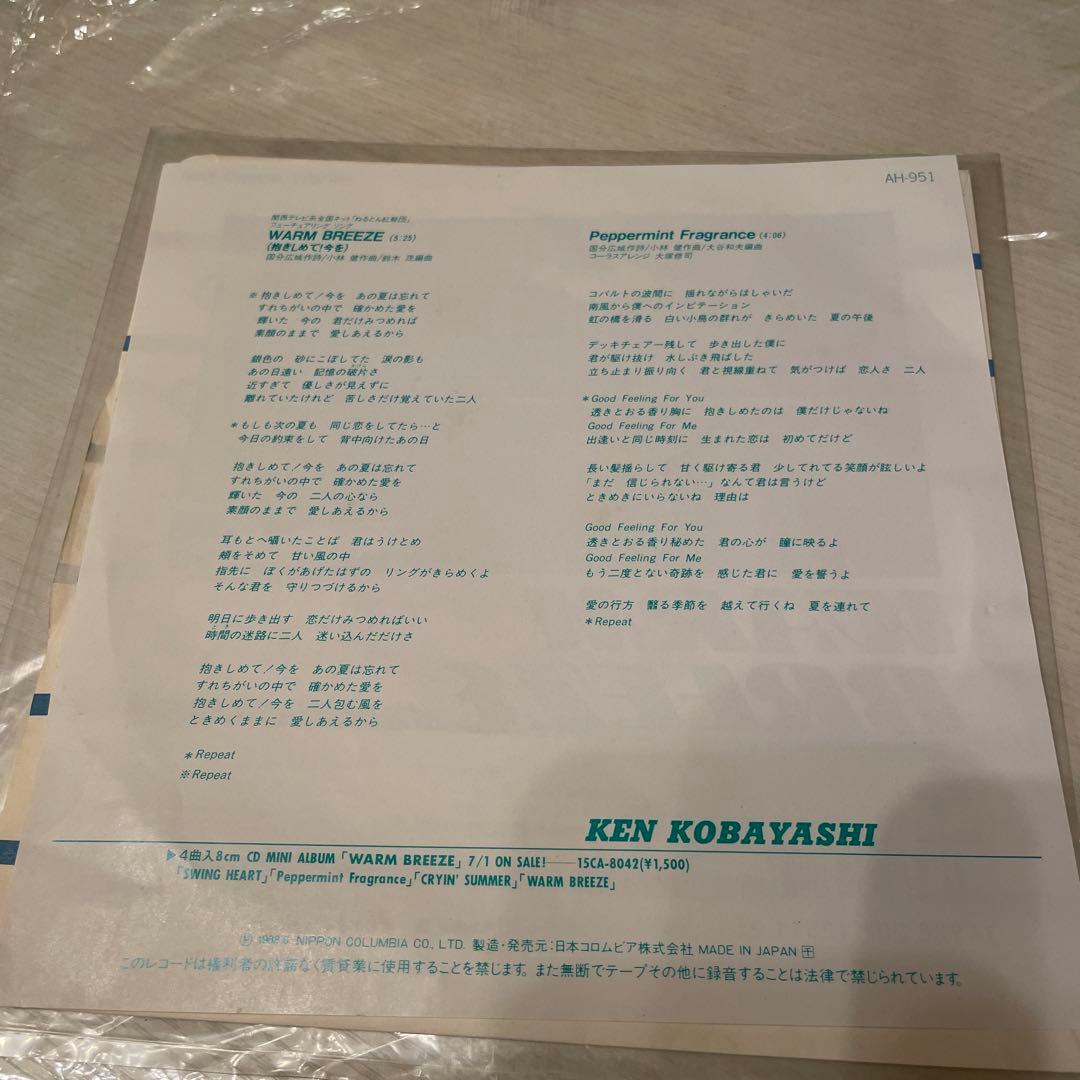 AH-951
関西テレビ系全国ネット「ねるとん紅鯨団」
フューチュアリング ソング
WARM BREEZE (5:25)
(抱きしめて!今を)
国分広城作詩/小林 健作曲/鈴木 茂編曲
※抱きしめて!今を あの夏は忘れて
すれちがいの中で 確かめた愛を
輝いた 今の 君だけみつめれば
素顔のままで 愛しあえるから
銀色の 砂にこぼしてた 涙の影も
あの日遠い 記憶の破片さ
近すぎて 優しさが見えずに
離れていたけれど 苦しさだけ覚えていた二人
*もしも次の夏も 同じ恋をしてたら…と
今日の約束をして 背中向けたあの日
抱きしめて!今を あの夏は忘れて
すれちがいの中で 確かめた愛を
輝いた 今の 二人の心なら
素顔のままで 愛しあえるから
耳もとへ囁いたことば 君はうけとめ
頬をそめて 甘い風の中
指先に ぼくがあげたはずの リングがきらめくよ
そんな君を 守りつづけるから
明日に歩き出す 恋だけみつめればいい
時間の迷路に二人 迷い込んだだけさ
とき
抱きしめて!今を あの夏は忘れて
すれちがいの中で 確かめた愛を
抱きしめて!今を 二人包む風を
ときめくままに 愛しあえるから
*Repeat
※Repeat
Peppermint Fragrance (4:06)
国分広城作詩/小林 健作曲/大谷和夫編曲
コーラスアレンジ 大塚修司
コバルトの波間に 揺れながらはしゃいだ
南風から僕へのインビテーション
虹の橋を滑る 白い小鳥の群れが きらめいた 夏の午後
デッキチェアー残して 歩き出した僕に
君が駆け抜け 水しぶき飛ばした
立ち止まり振り向く 君と視線重ねて 気がつけば 恋人さ 二人
*Good Feeling For You
透きとおる香り胸に 抱きしめたのは 僕だけじゃないね
Good Feeling For Me
出逢いと同じ時刻に 生まれた恋は 初めてだけど
長い髪揺らして 甘く駆け寄る君 少してれてる笑顔が眩しいよ
「まだ 信じられない…」なんて君は言うけど
ときめきにいらないね 理由は
Good Feeling For You
透きとおる香り秘めた 君の心が 瞳に映るよ
Good Feeling For Me
もう二度とない奇跡を 感じた君に 愛を誓うよ
愛の行方 翳る季節を 越えて行くね 夏を連れて
*Repeat
KEN KOBAYASHI
▶4曲入8cm CD MINI ALBUM「WARM BREEZE」7/1 ON SALE!——15CA-8042(¥1,500)
「SWING HEART」「Peppermint Fragrance」「CRYIN' SUMMER」「WARM BREEZE」
Ⓟ 1988.6 NIPPON COLUMBIA CO., LTD. 製造・発売元:日本コロムビア株式会社 MADE IN JAPAN 干
このレコードは権利者の許諾なく賃貸業に使用することを禁じます。また無断でテープその他に録音することは法律で禁じられています。